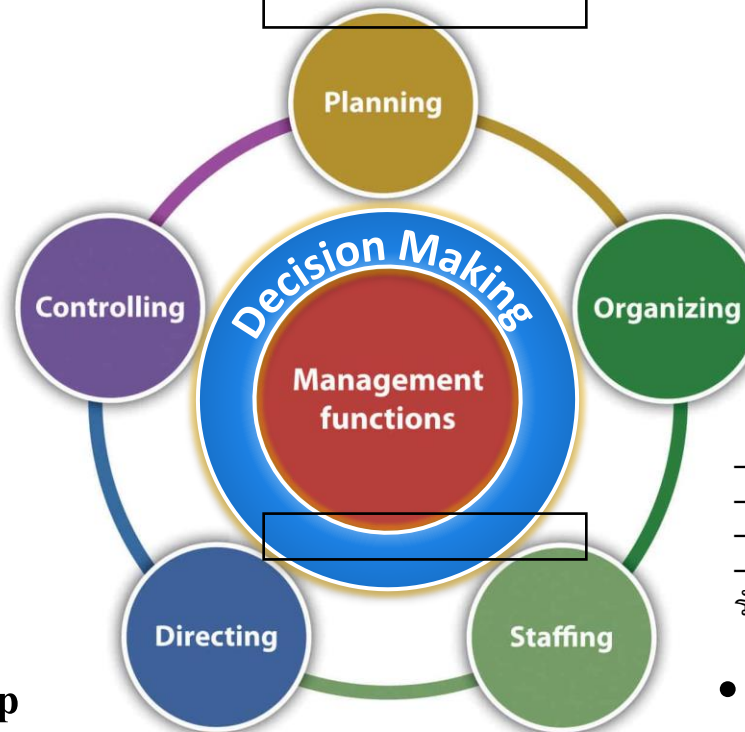 Planning
Decision Making
Controlling
Organizing
Management
functions
Directing
Staffing
p